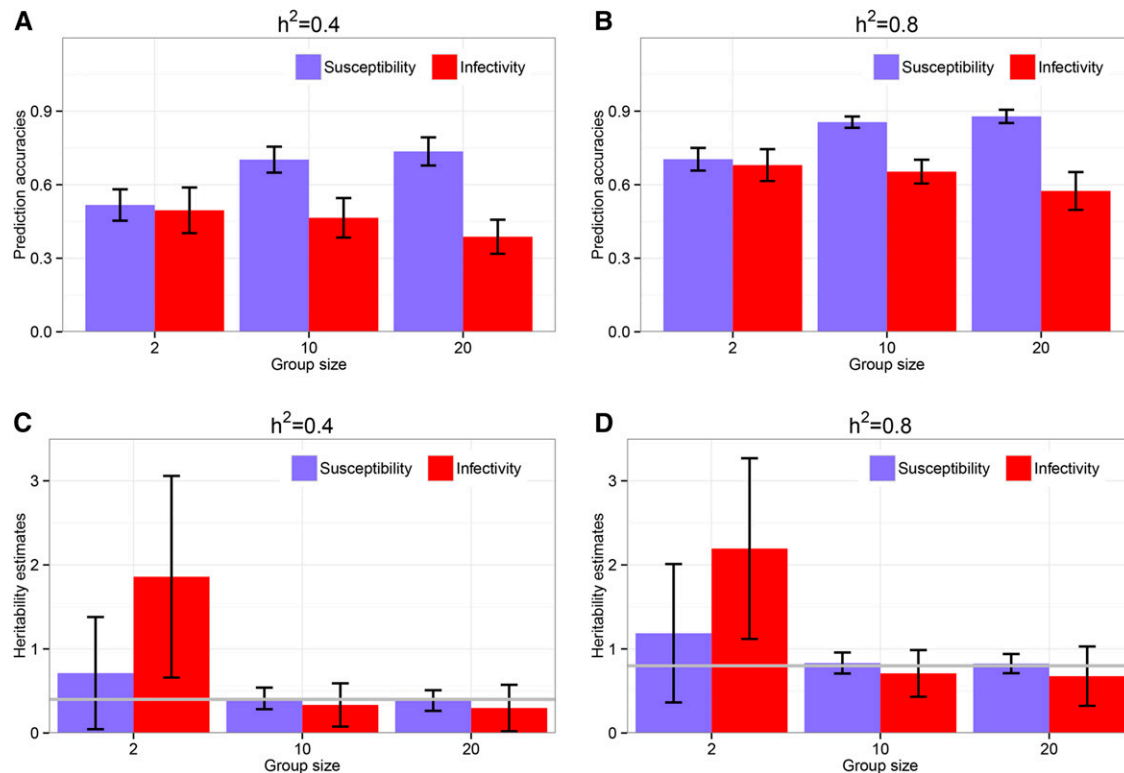 A
h²=0.4
Susceptibility
Infectivity
Prediction accuracies
0.9
0.6
0.3
0.0
2
10
20
Group size
B
h²=0.8
Susceptibility
Infectivity
Prediction accuracies
0.9
0.6
0.3
0.0
2
10
20
Group size
C
h²=0.4
Susceptibility
Infectivity
Heritability estimates
3
2
1
0
2
10
20
Group size
D
h²=0.8
Susceptibility
Infectivity
Heritability estimates
3
2
1
0
2
10
20
Group size